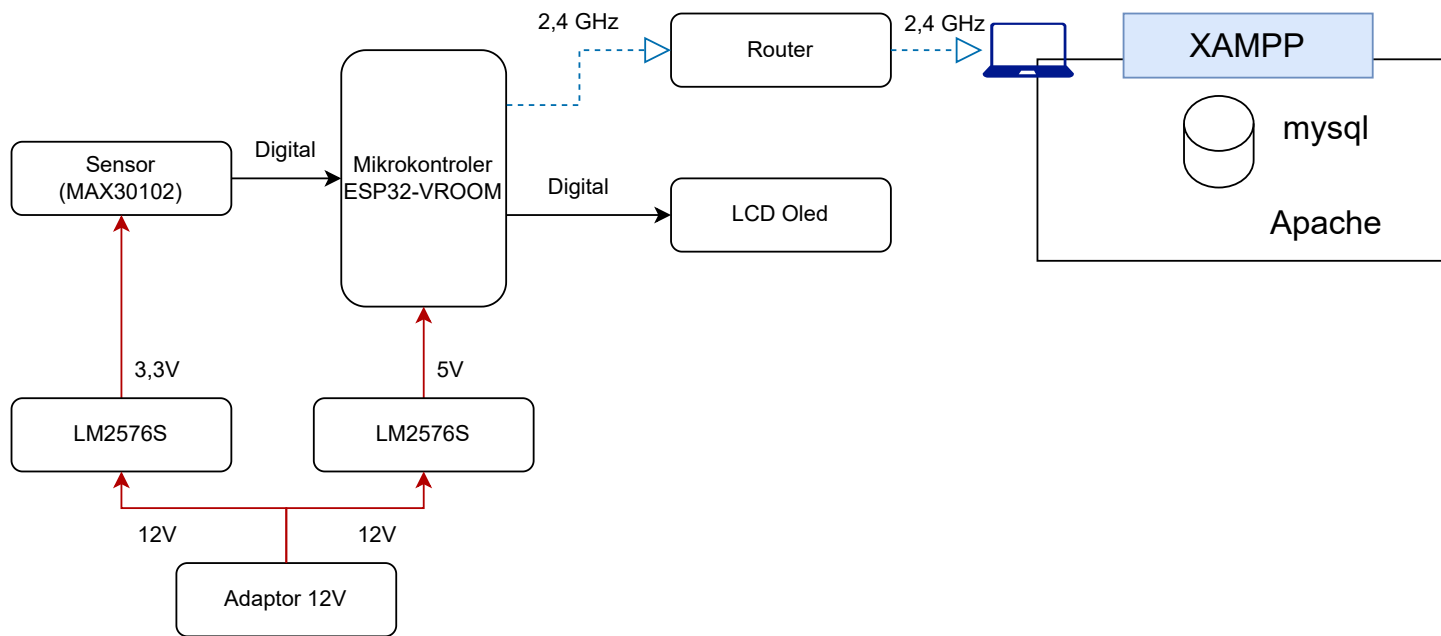 2,4 GHz
2,4 GHz
Router
XAMPP
mysql
Apache
Sensor
(MAX30102)
Digital
Mikrokontroler
ESP32-VROOM
Digital
LCD Oled
3,3V
5V
LM2576S
LM2576S
12V
12V
Adaptor 12V